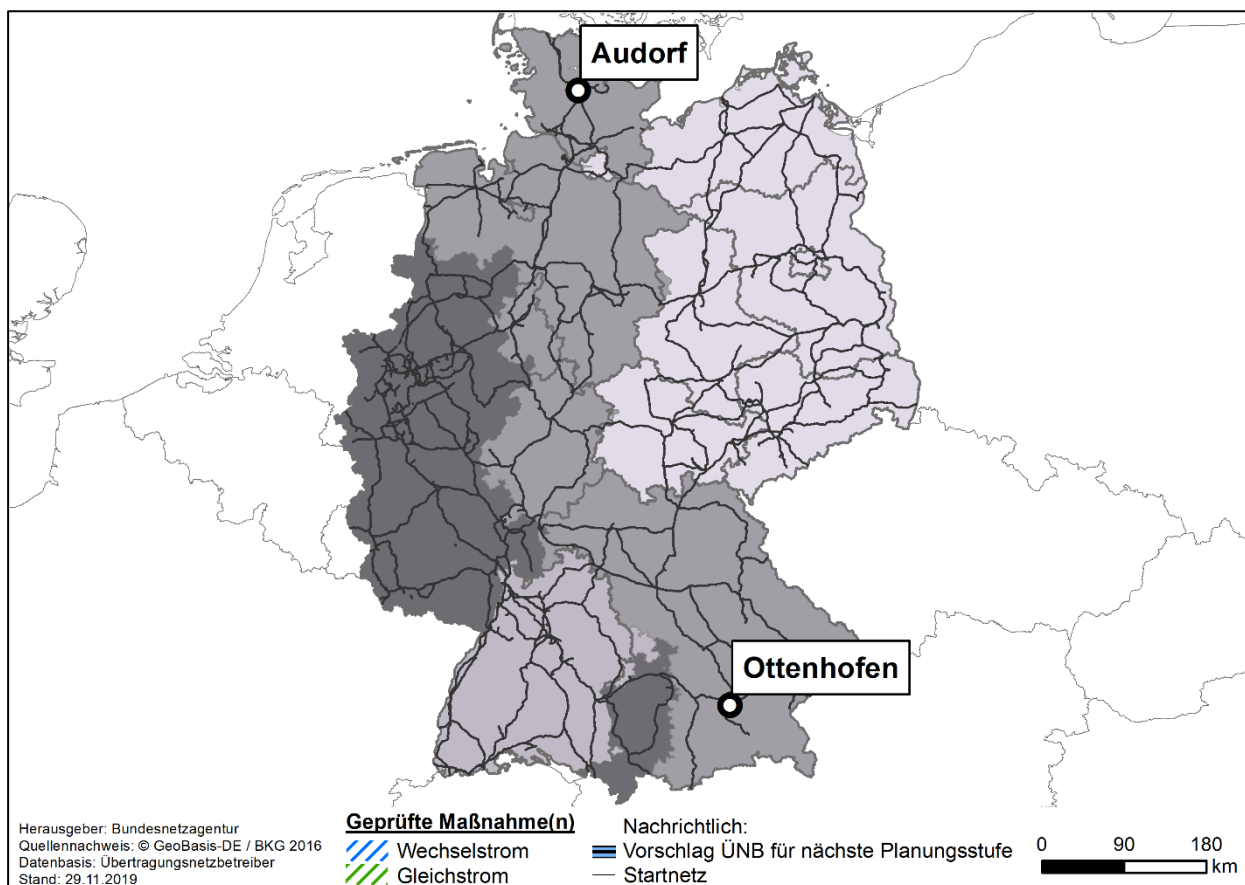 Audorf
Ottenhofen
Herausgeber: Bundesnetzagentur
Quellennachweis: © GeoBasis-DE / BKG 2016
Datenbasis: Übertragungsnetzbetreiber
Stand: 29.11.2019
Geprüfte Maßnahme(n)
Wechselstrom
Gleichstrom
Nachrichtlich:
Vorschlag ÜNB für nächste Planungsstufe
Startnetz
0 90 180
km